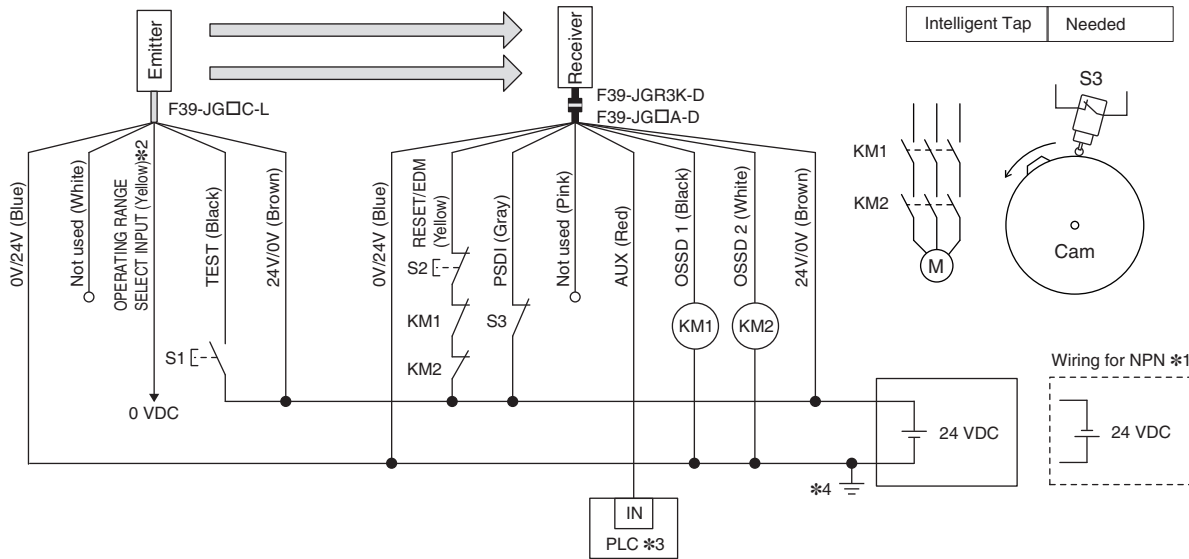 Emitter
Receiver
Intelligent Tap
Needed
F39-JG□C-L
F39-JGR3K-D
F39-JG□A-D
S3
0V/24V (Blue)
Not used (White)
OPERATING RANGE
SELECT INPUT (Yellow)✻2
TEST (Black)
24V/0V (Brown)
0V/24V (Blue)
RESET/EDM
(Yellow)
PSDI (Gray)
Not used (Pink)
AUX (Red)
OSSD 1 (Black)
OSSD 2 (White)
24V/0V (Brown)
KM1
KM2
M
Cam
S2
KM1
KM2
S3
KM1
KM2
S1
0 VDC
Wiring for NPN ✻1
24 VDC
24 VDC
✻4
IN
PLC ✻3